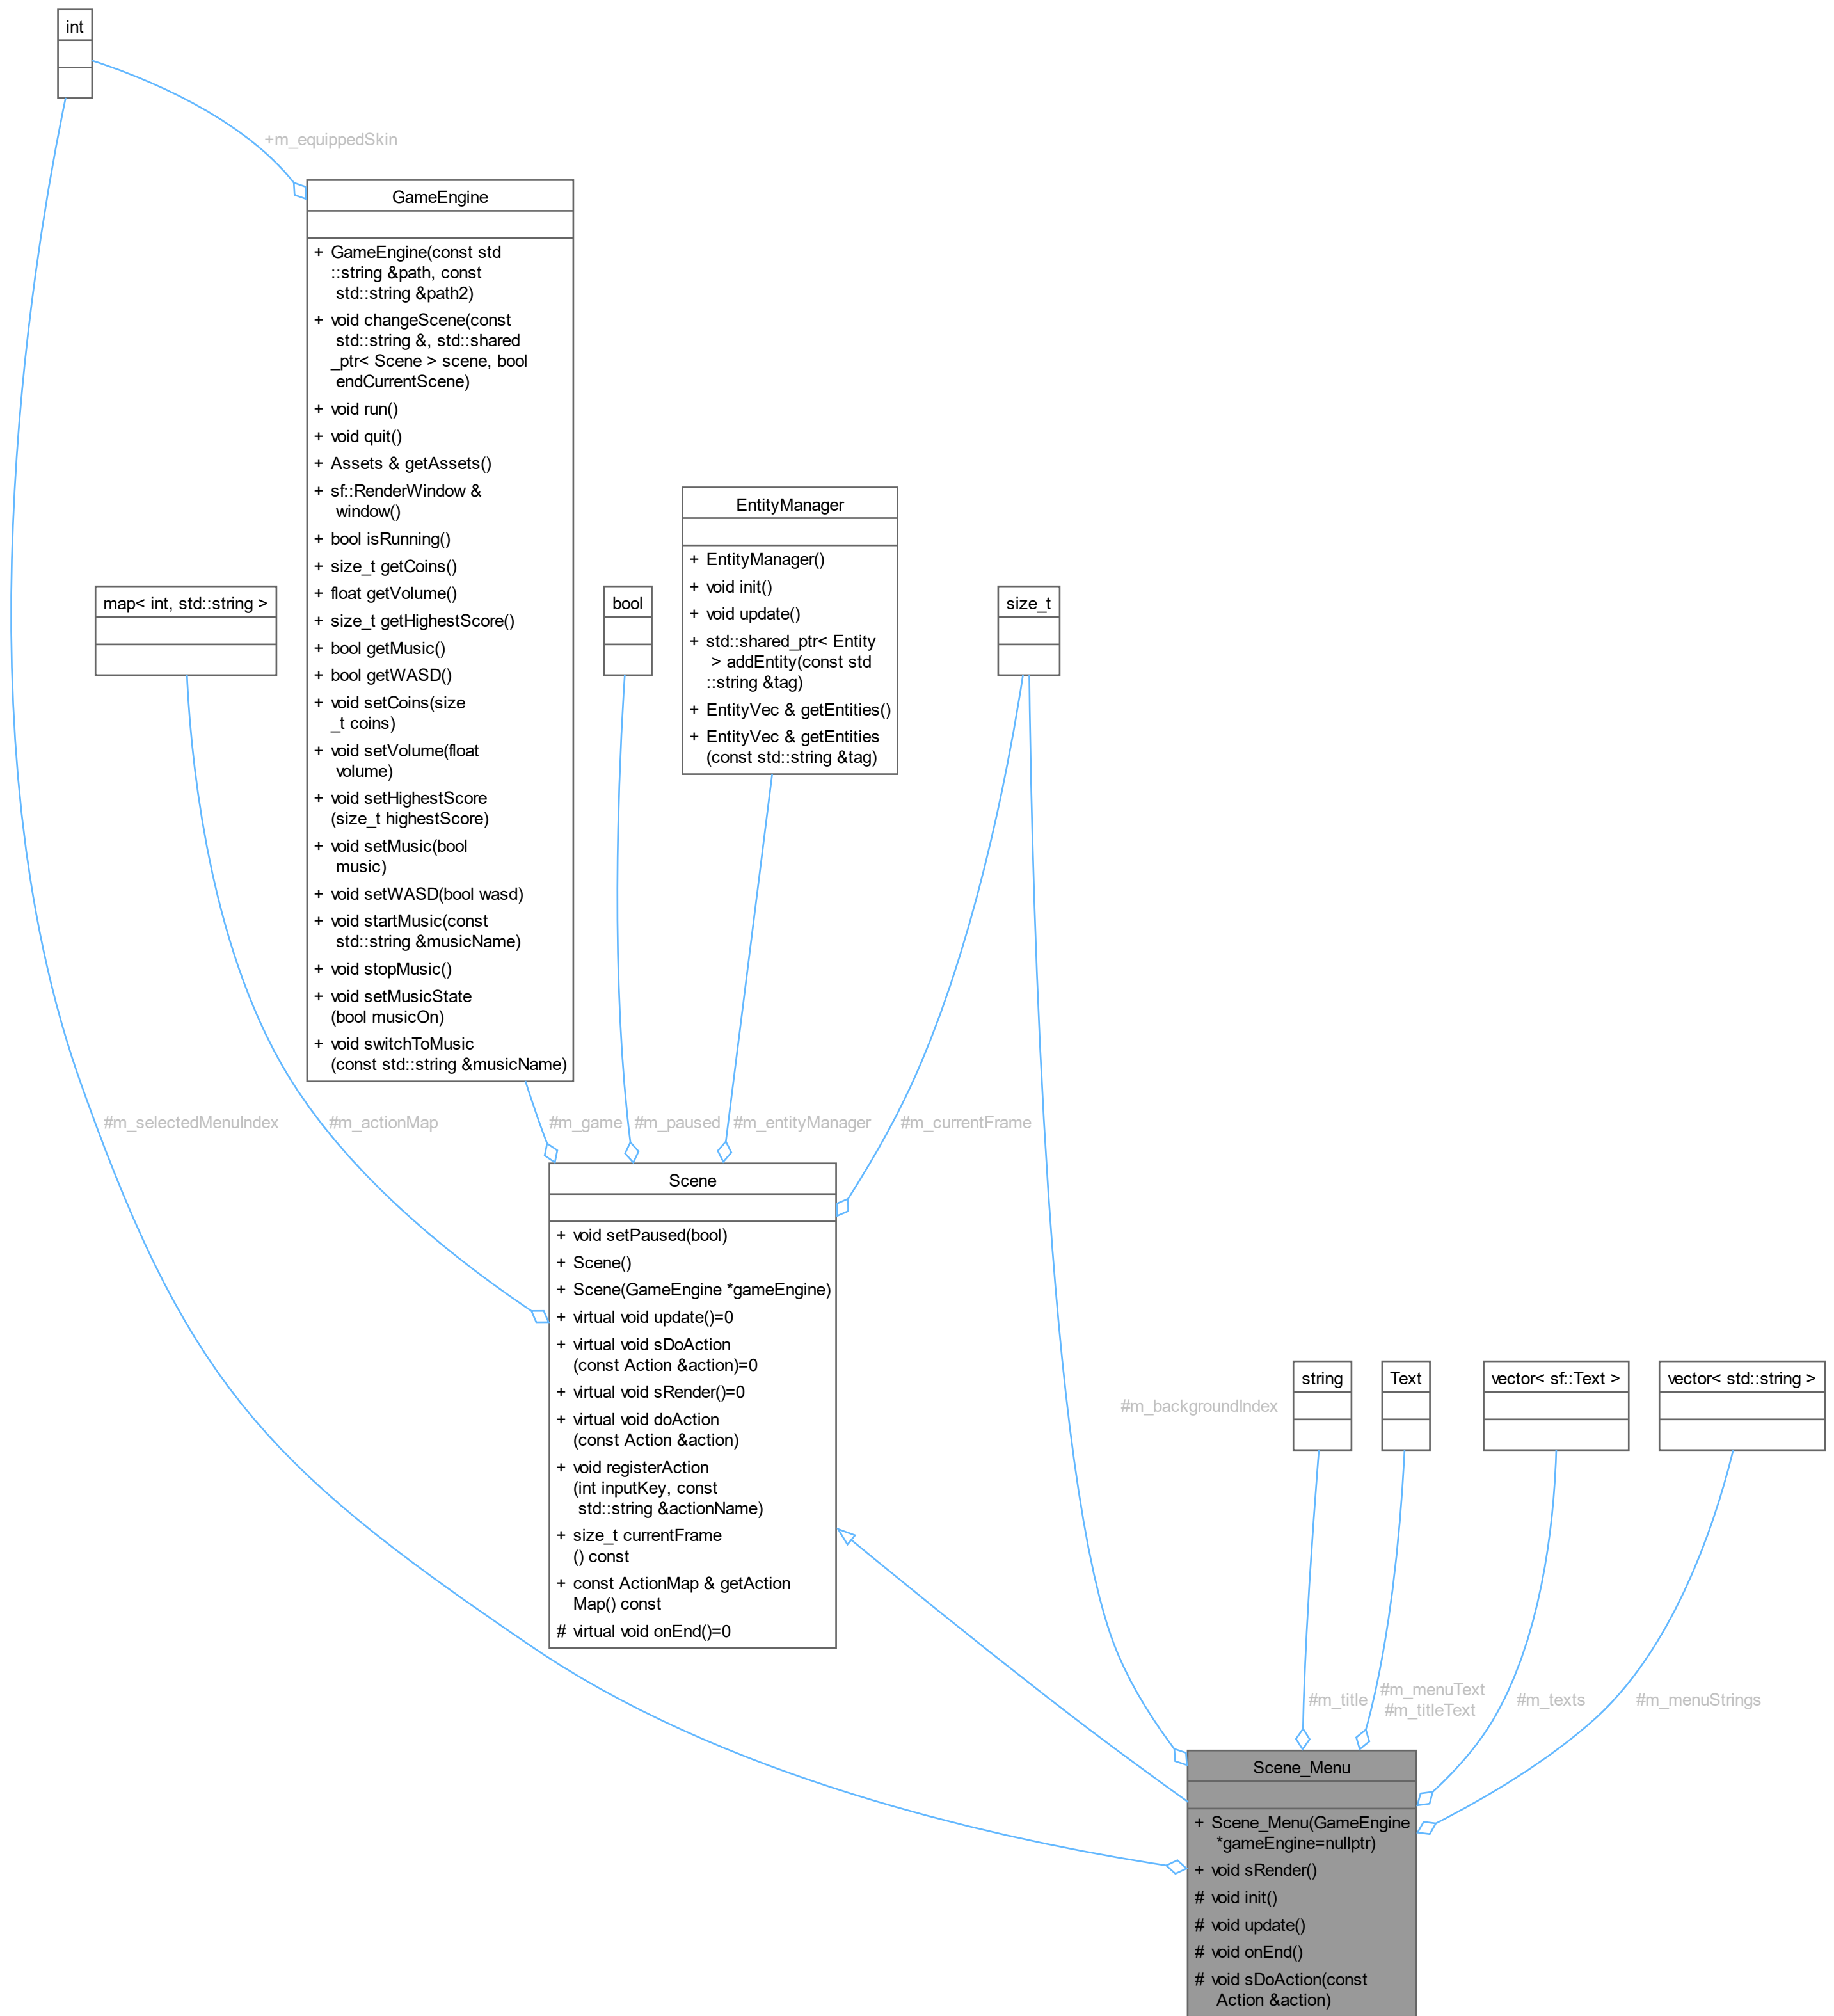 int
+m_equippedSkin
GameEngine
+ GameEngine(const std
::string &path, const
std::string &path2)
+ void changeScene(const
std::string &, std::shared
_ptr< Scene > scene, bool
endCurrentScene)
+ void run()
+ void quit()
+ Assets & getAssets()
+ sf::RenderWindow &
window()
+ bool isRunning()
+ size_t getCoins()
+ float getVolume()
+ size_t getHighestScore()
+ bool getMusic()
+ bool getWASD()
+ void setCoins(size
_t coins)
+ void setVolume(float
volume)
+ void setHighestScore
(size_t highestScore)
+ void setMusic(bool
music)
+ void setWASD(bool wasd)
+ void startMusic(const
std::string &musicName)
+ void stopMusic()
+ void setMusicState
(bool musicOn)
+ void switchToMusic
(const std::string &musicName)
map< int, std::string >
bool
EntityManager
+ EntityManager()
+ void init()
+ void update()
+ std::shared_ptr< Entity
> addEntity(const std
::string &tag)
+ EntityVec & getEntities()
+ EntityVec & getEntities
(const std::string &tag)
size_t
#m_selectedMenuIndex
#m_actionMap
#m_game
#m_paused
#m_entityManager
#m_currentFrame
Scene
+ void setPaused(bool)
+ Scene()
+ Scene(GameEngine *gameEngine)
+ virtual void update()=0
+ virtual void sDoAction
(const Action &action)=0
+ virtual void sRender()=0
+ virtual void doAction
(const Action &action)
+ void registerAction
(int inputKey, const
std::string &actionName)
+ size_t currentFrame
() const
+ const ActionMap & getAction
Map() const
# virtual void onEnd()=0
#m_backgroundIndex
string
Text
vector< sf::Text >
vector< std::string >
#m_title
#m_menuText
#m_titleText
#m_texts
#m_menuStrings
Scene_Menu
+ Scene_Menu(GameEngine
*gameEngine=nullptr)
+ void sRender()
# void init()
# void update()
# void onEnd()
# void sDoAction(const
Action &action)